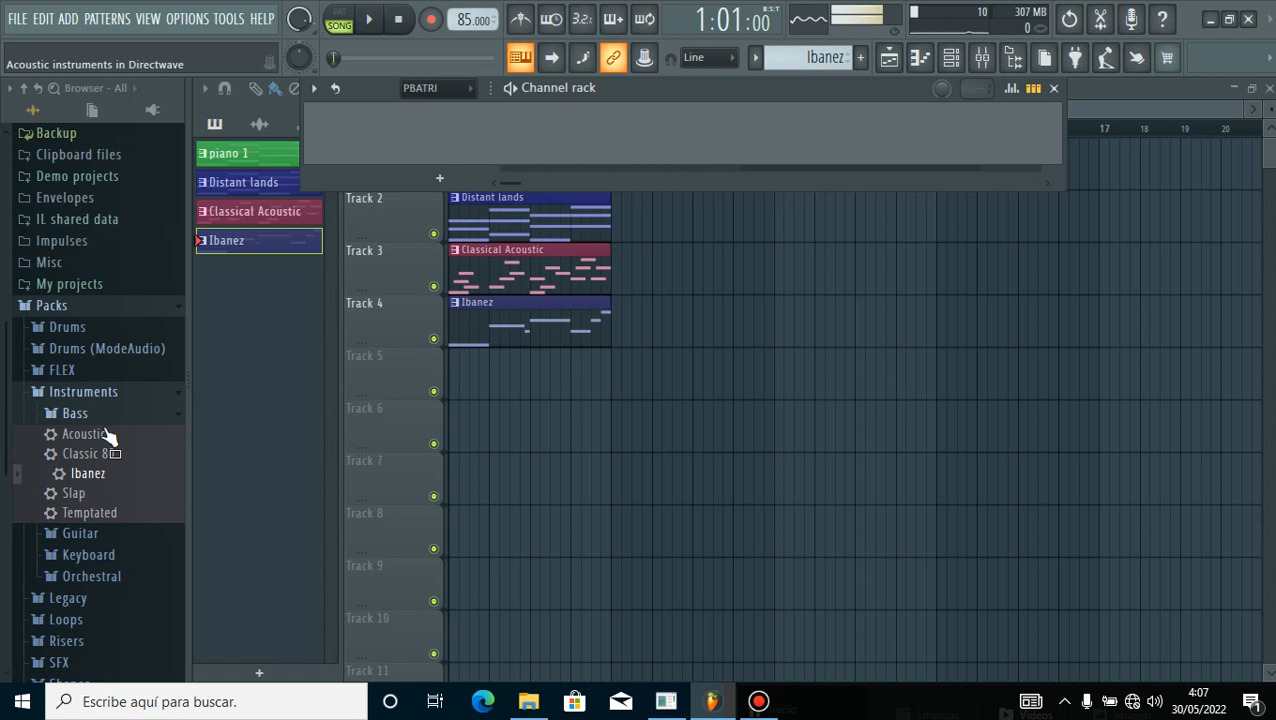 FILE EDIT ADD PATTERNS VIEW OPTIONS TOOLS HELP
PAT
SONG
85.000
3.2
1:01:00
B:S:T
10
307 MB
0
Acoustic instruments in Directwave
Line
Ibanez
Browser - All
PBATRI
Channel rack
17
18
19
20
Backup
Clipboard files
Demo projects
Envelopes
IL shared data
Impulses
Misc
My projects
Packs
Drums
Drums (ModeAudio)
FLEX
Instruments
Bass
Acoustic
Classic 8
Ibanez
Slap
Temptated
Guitar
Keyboard
Orchestral
Legacy
Loops
Risers
SFX
piano 1
Distant lands
Classical Acoustic
Ibanez
Track 2
Distant lands
Track 3
Classical Acoustic
Track 4
Ibanez
Track 5
Track 6
Track 7
Track 8
Track 9
Track 10
Track 11
Escribe aquí para buscar.
4:07
30/05/2022